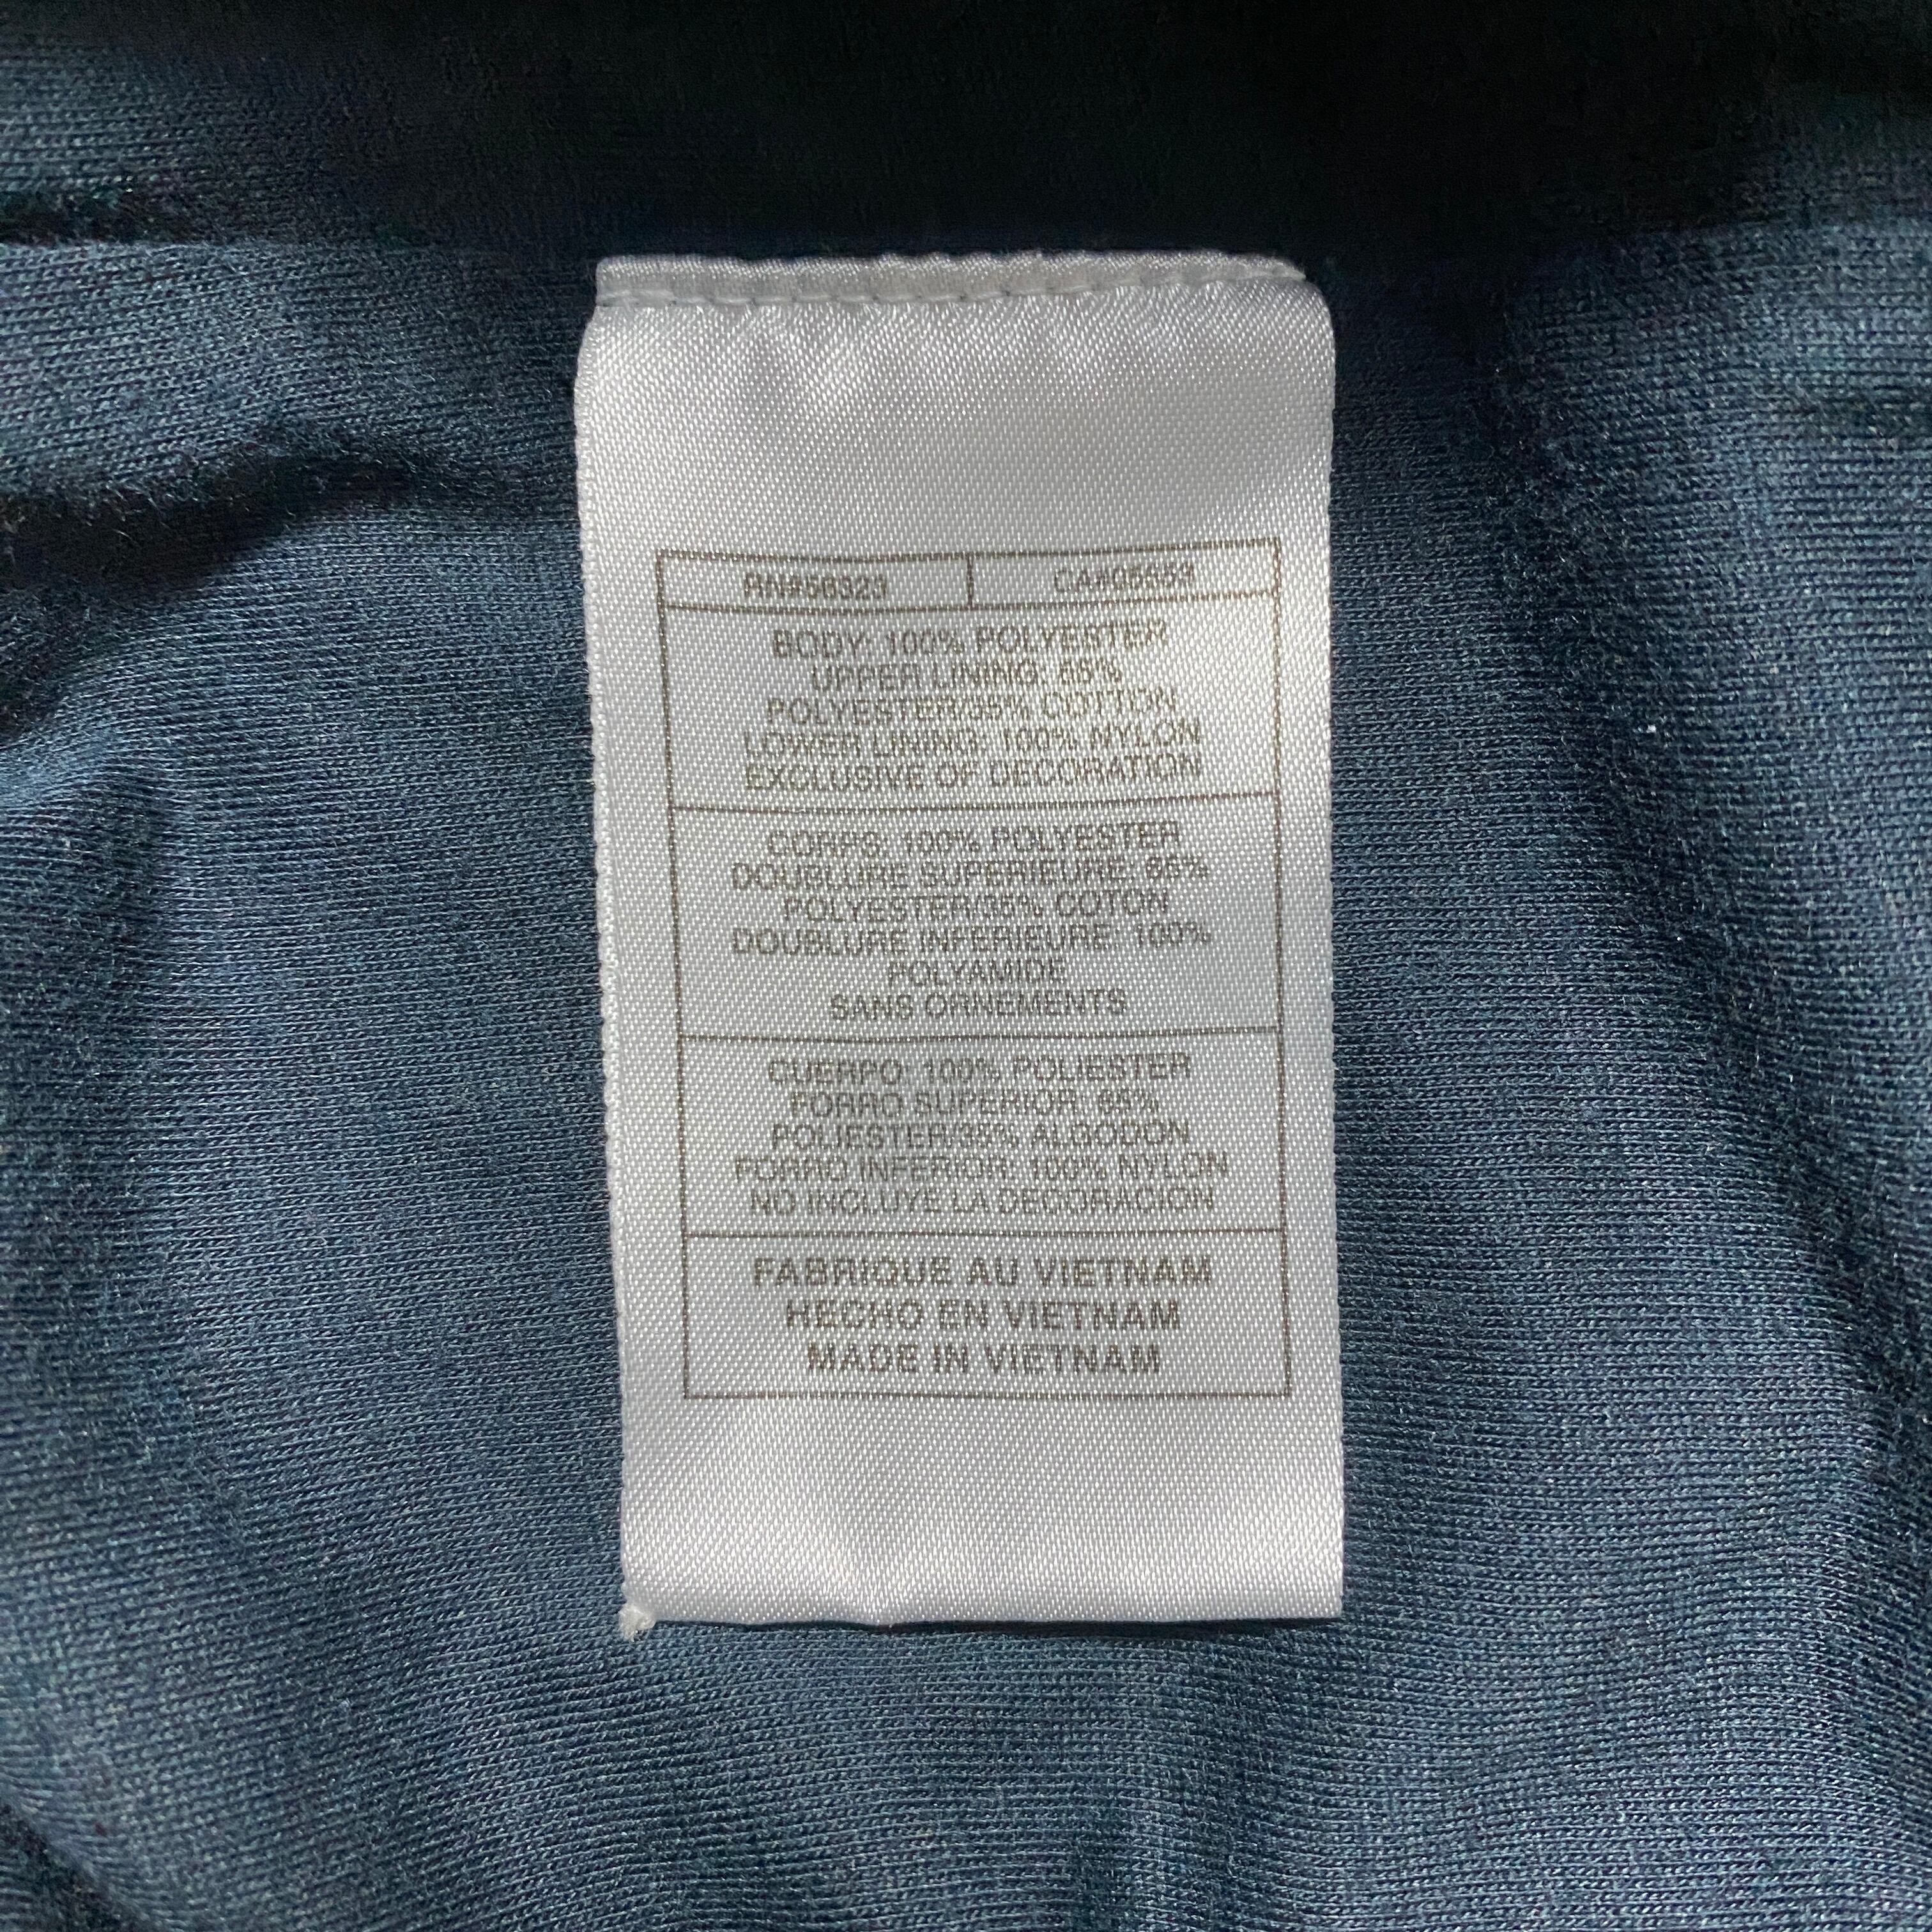 RN#56323 CA#05553
BODY: 100% POLYESTER
UPPER LINING: 65%
POLYESTER/35% COTTON
LOWER LINING: 100% NYLON
EXCLUSIVE OF DECORATION
CORPS: 100% POLYESTER
DOUBLURE SUPERIEURE: 65%
POLYESTER/35% COTON
DOUBLURE INFERIEURE: 100%
POLYAMIDE
SANS ORNEMENTS
CUERPO: 100% POLIESTER
FORRO SUPERIOR: 65%
POLIESTER/35% ALGODON
FORRO INFERIOR: 100% NYLON
NO INCLUYE LA DECORACION
FABRIQUE AU VIETNAM
HECHO EN VIETNAM
MADE IN VIETNAM